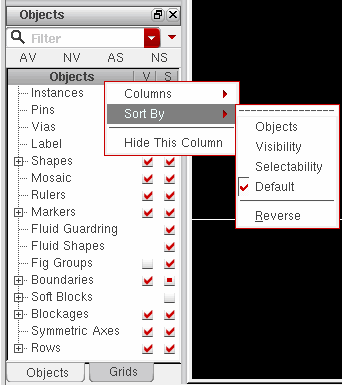 Objects
Filter
AV NV AS NS
Objects V S
Instances
Pins
Vias
Label
Shapes
Mosaic
Rulers
Markers
Fluid Guardring
Fluid Shapes
Fig Groups
Boundaries
Soft Blocks
Blockages
Symmetric Axes
Rows
Objects Grids
Columns
Sort By
Hide This Column
Objects
Visibility
Selectability
Default
Reverse